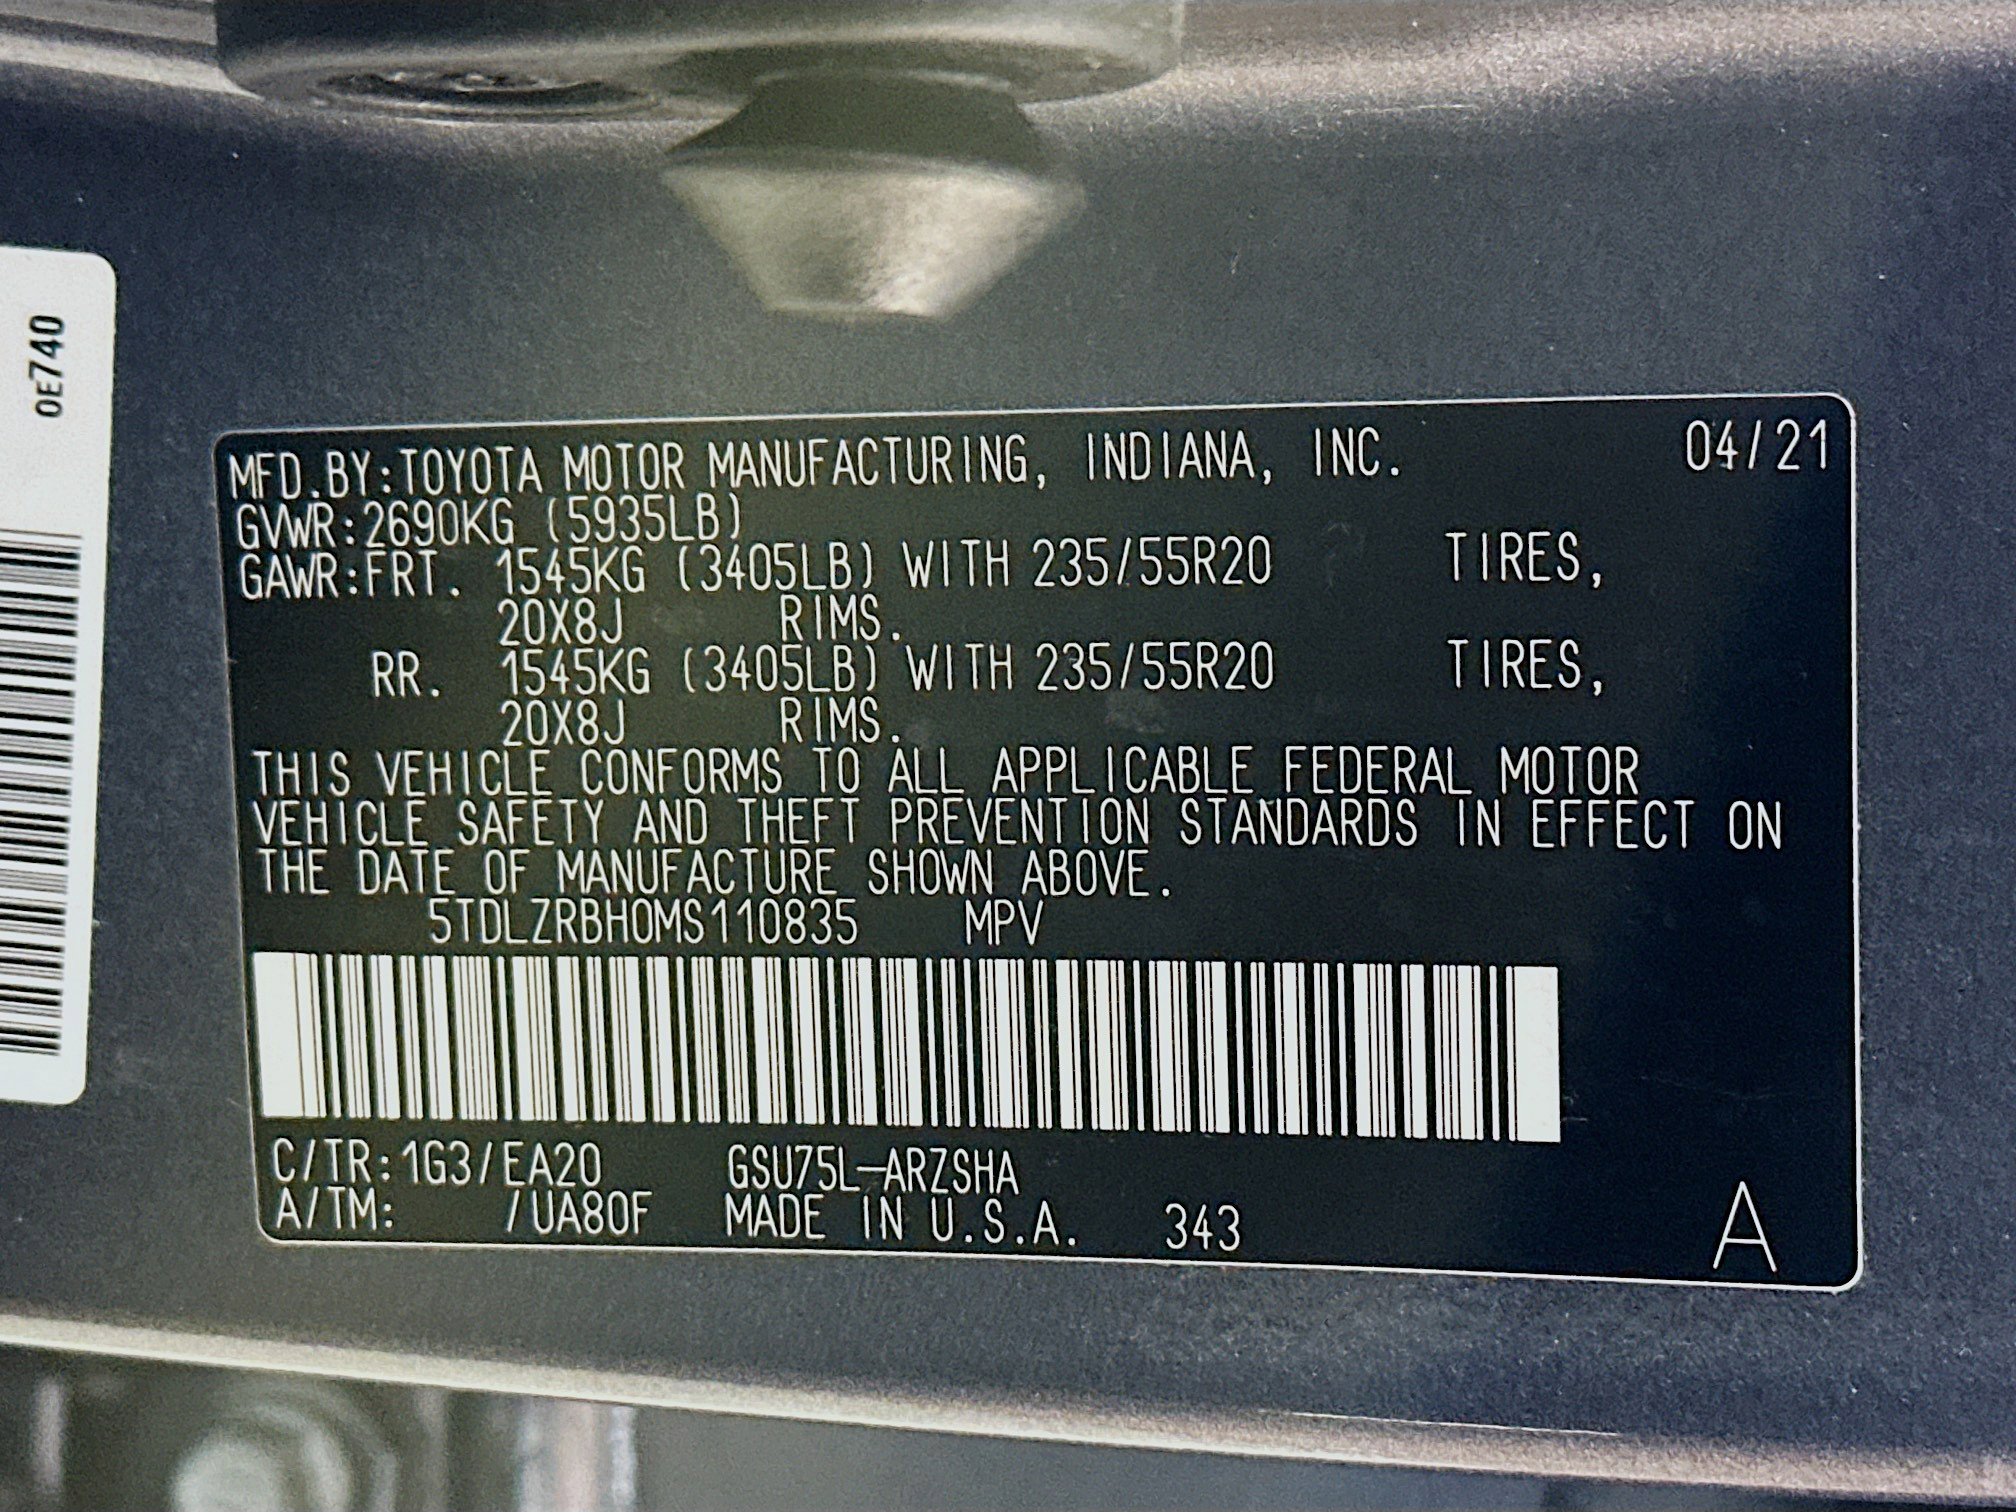 0E740
MFD.BY:TOYOTA MOTOR MANUFACTURING, INDIANA, INC. 04/21
GVWR:2690KG (5935LB)
GAWR:FRT. 1545KG (3405LB) WITH 235/55R20 TIRES,
20X8J RIMS.
RR. 1545KG (3405LB) WITH 235/55R20 TIRES,
20X8J RIMS.
THIS VEHICLE CONFORMS TO ALL APPLICABLE FEDERAL MOTOR
VEHICLE SAFETY AND THEFT PREVENTION STANDARDS IN EFFECT ON
THE DATE OF MANUFACTURE SHOWN ABOVE.
5TDLZRBH0MS110835 MPV
C/TR:1G3/EA20 GSU75L-ARZSHA
A/TM: /UA80F MADE IN U.S.A. 343 A